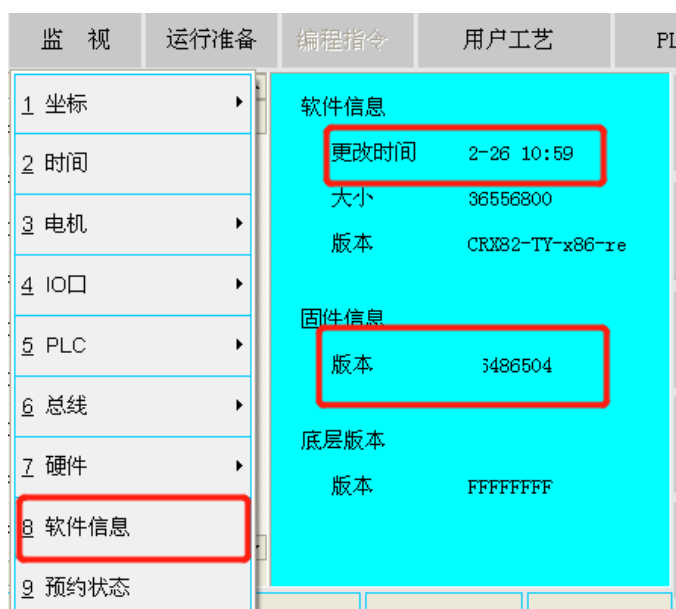 监 视 运行准备 编程指令 用户工艺 PL
1 坐标
2 时间
3 电机
4 IO口
5 PLC
6 总线
7 硬件
8 软件信息
9 预约状态
软件信息
更改时间 2-26 10:59
大小 36556800
版本 CRX82-TY-x86-re
固件信息
版本 5486504
底层版本
版本 FFFFFFFF